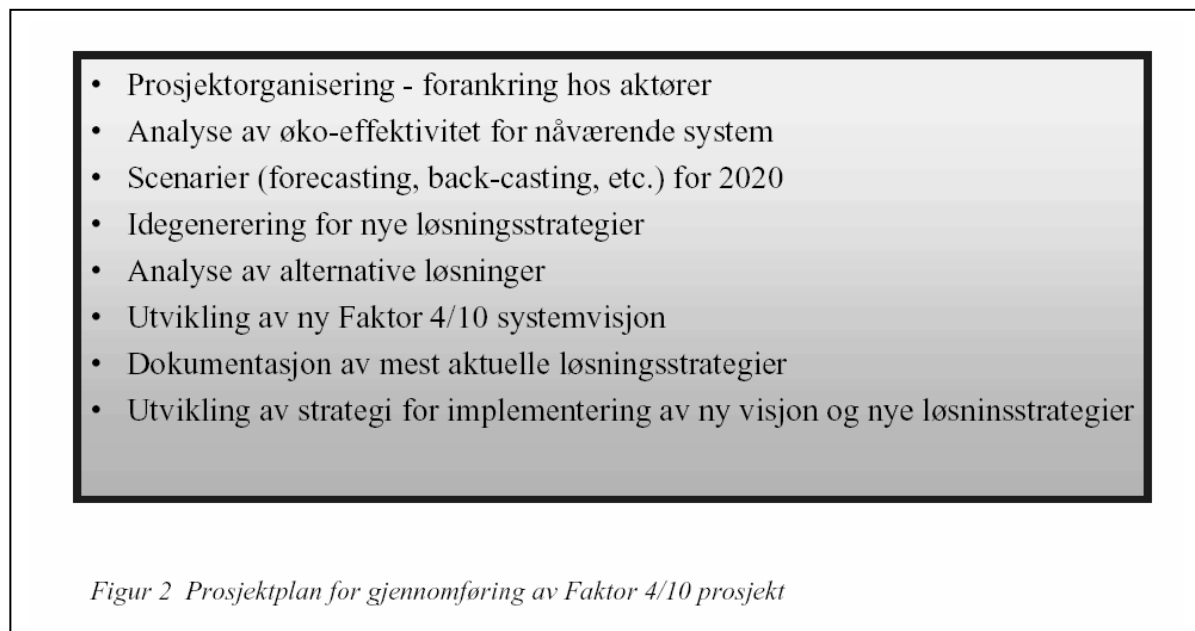 • Prosjektorganisering - forankring hos aktører
• Analyse av øko-effektivitet for nåværende system
• Scenarier (forecasting, back-casting, etc.) for 2020
• Idegenerering for nye løsningsstrategier
• Analyse av alternative løsninger
• Utvikling av ny Faktor 4/10 systemvisjon
• Dokumentasjon av mest aktuelle løsningsstrategier
• Utvikling av strategi for implementering av ny visjon og nye løsninsstrategier
Figur 2 Prosjektplan for gjennomføring av Faktor 4/10 prosjekt